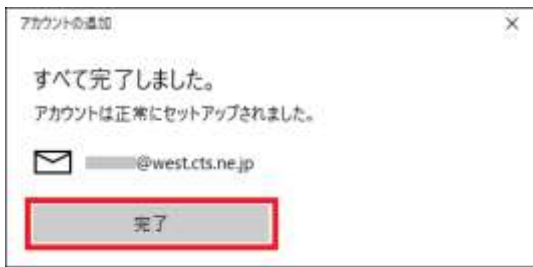 アカウントの追加
すべて完了しました。
アカウントは正常にセットアップされました。
@west.cts.ne.jp
完了